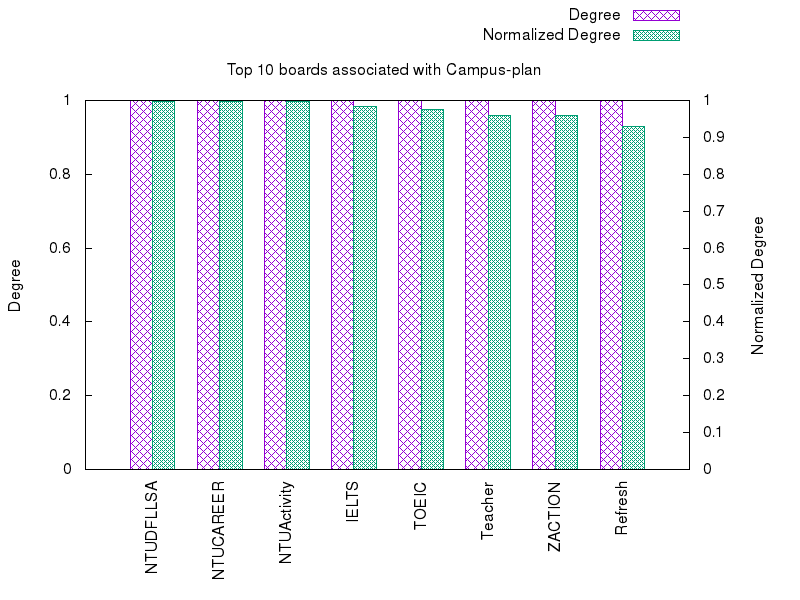 Degree
Normalized Degree
Top 10 boards associated with Campus-plan
1
0.8
0.6
0.4
0.2
0
1
0.9
0.8
0.7
0.6
0.5
0.4
0.3
0.2
0.1
0
Degree
Normalized Degree
NTUDFLLSA
NTUCAREER
NTUActivity
IELTS
TOEIC
Teacher
ZACTION
Refresh